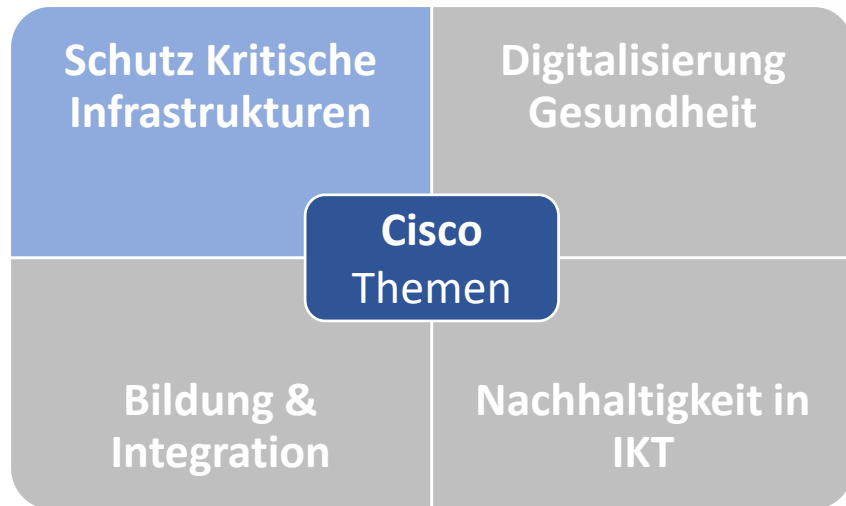 Schutz Kritische
Infrastrukturen
Digitalisierung
Gesundheit
Cisco
Themen
Bildung &
Integration
Nachhaltigkeit in
IKT